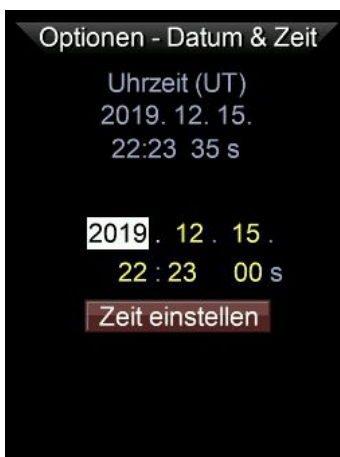 Optionen - Datum & Zeit
Uhrzeit (UT)
2019. 12. 15.
22:23 35 s
2019 . 12 . 15 .
22 : 23 00 s
Zeit einstellen